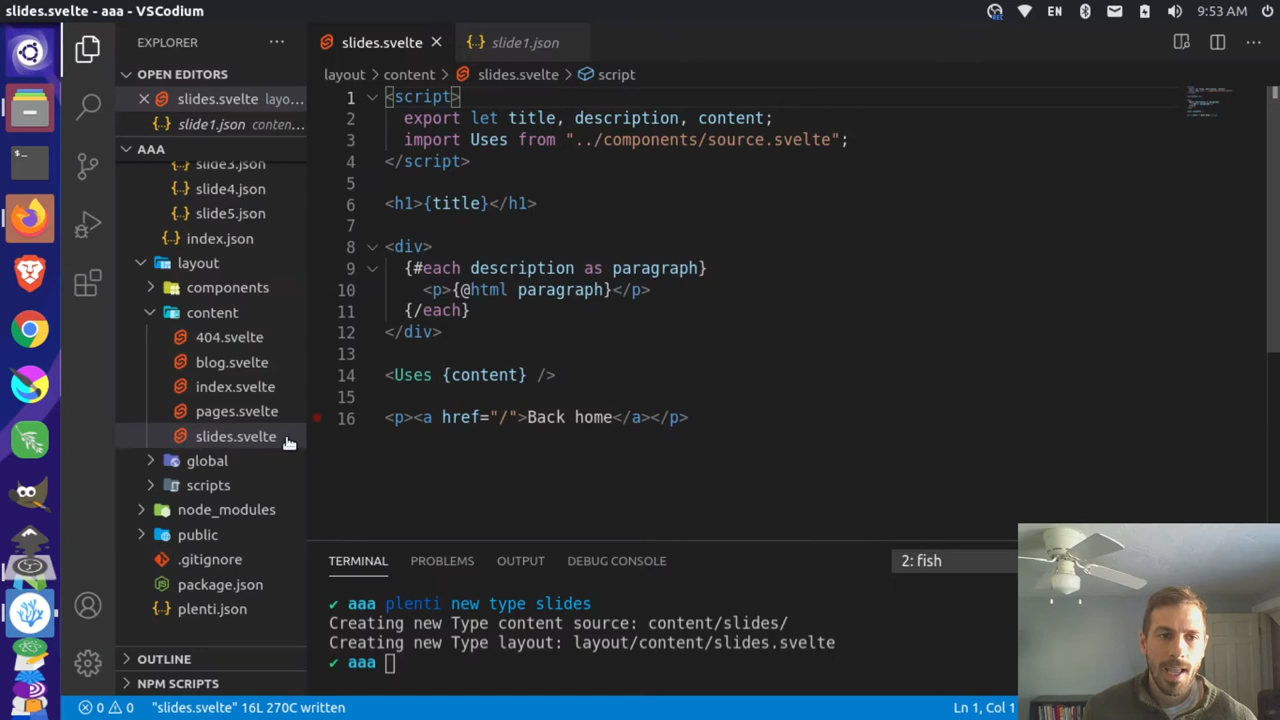 slides.svelte - aaa - VSCodium
REC
EN
9:53 AM
EXPLORER
slides.svelte
slide1.json
OPEN EDITORS
layout
content
slides.svelte
script
slides.svelte layo...
slide1.json conten...
AAA
slide3.json
slide4.json
slide5.json
index.json
layout
components
content
404.svelte
blog.svelte
index.svelte
pages.svelte
slides.svelte
global
scripts
node_modules
public
.gitignore
package.json
plenti.json
OUTLINE
NPM SCRIPTS
1 <script>
2 export let title, description, content;
3 import Uses from "../components/source.svelte";
4 </script>
5
6 <h1>{title}</h1>
7
8 <div>
9 {#each description as paragraph}
10 <p>{@html paragraph}</p>
11 {/each}
12 </div>
13
14 <Uses {content} />
15
16 <p><a href="/">Back home</a></p>
TERMINAL
PROBLEMS
OUTPUT
DEBUG CONSOLE
2: fish
✔ aaa plenti new type slides
Creating new Type content source: content/slides/
Creating new Type layout: layout/content/slides.svelte
✔ aaa
0 0 "slides.svelte" 16L 270C written
Ln 1, Col 1